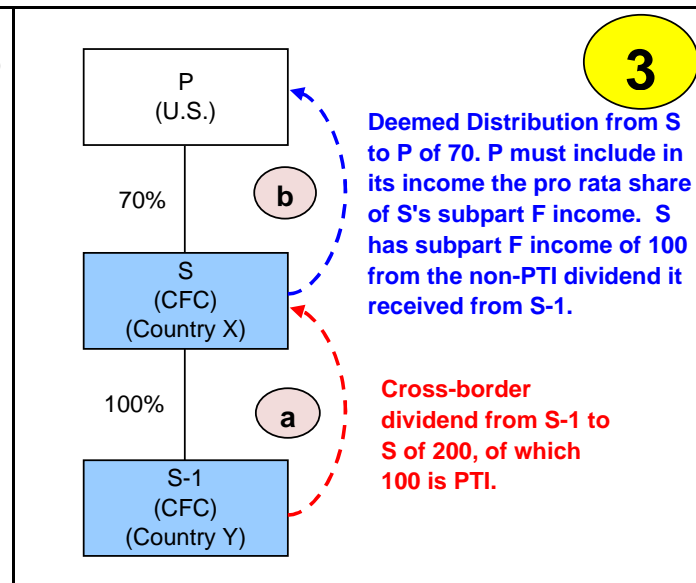 3
P
(U.S.)
Deemed Distribution from S
to P of 70. P must include in
its income the pro rata share
of S's subpart F income.  S
has subpart F income of 100
from the non-PTI dividend it
received from S-1.
70%
b
S
(CFC)
(Country X)
100%
a
Cross-border
dividend from S-1 to
S of 200, of which
100 is PTI.
S-1
(CFC)
(Country Y)